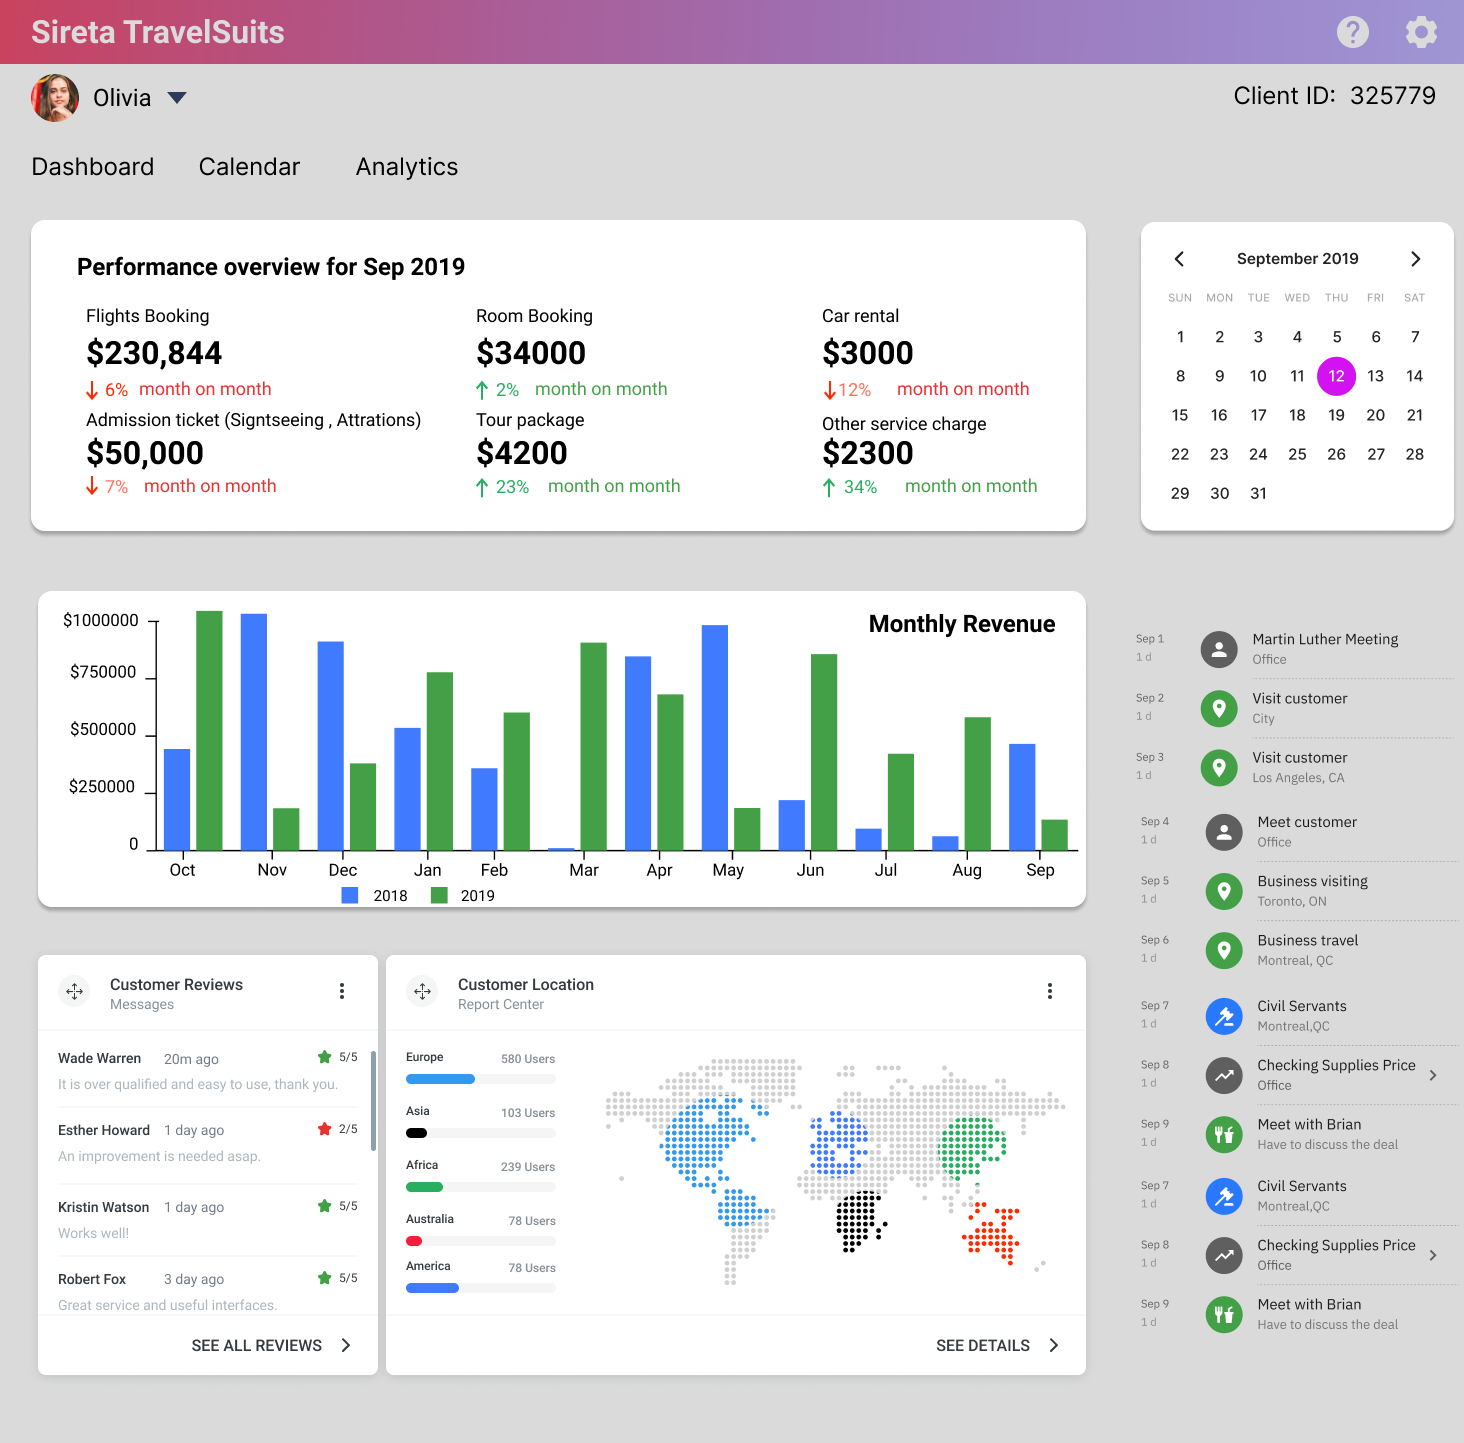 Sireta TravelSuits
Olivia
Client ID: 325779
Dashboard Calendar Analytics
Performance overview for Sep 2019
Flights Booking
$230,844
6% month on month
Room Booking
$34000
2% month on month
Car rental
$3000
12% month on month
Admission ticket (Signtseeing , Attrations)
$50,000
7% month on month
Tour package
$4200
23% month on month
Other service charge
$2300
34% month on month
September 2019
SUN MON TUE WED THU FRI SAT
1 2 3 4 5 6 7
8 9 10 11 12 13 14
15 16 17 18 19 20 21
22 23 24 25 26 27 28
29 30 31
Monthly Revenue
$1000000
$750000
$500000
$250000
0
Oct Nov Dec Jan Feb Mar Apr May Jun Jul Aug Sep
2018 2019
Sep 1 Martin Luther Meeting
1 d Office
Sep 2 Visit customer
1 d City
Sep 3 Visit customer
1 d Los Angeles, CA
Sep 4 Meet customer
1 d Office
Sep 5 Business visiting
1 d Toronto, ON
Sep 6 Business travel
1 d Montreal, QC
Sep 7 Civil Servants
1 d Montreal,QC
Sep 8 Checking Supplies Price
1 d Office
Sep 9 Meet with Brian
1 d Have to discuss the deal
Sep 7 Civil Servants
1 d Montreal,QC
Sep 8 Checking Supplies Price
1 d Office
Sep 9 Meet with Brian
1 d Have to discuss the deal
Customer Reviews
Messages
Wade Warren 20m ago 5/5
It is over qualified and easy to use, thank you.
Esther Howard 1 day ago 2/5
An improvement is needed asap.
Kristin Watson 1 day ago 5/5
Works well!
Robert Fox 3 day ago 5/5
Great service and useful interfaces.
SEE ALL REVIEWS
Customer Location
Report Center
Europe 580 Users
Asia 103 Users
Africa 239 Users
Australia 78 Users
America 78 Users
SEE DETAILS